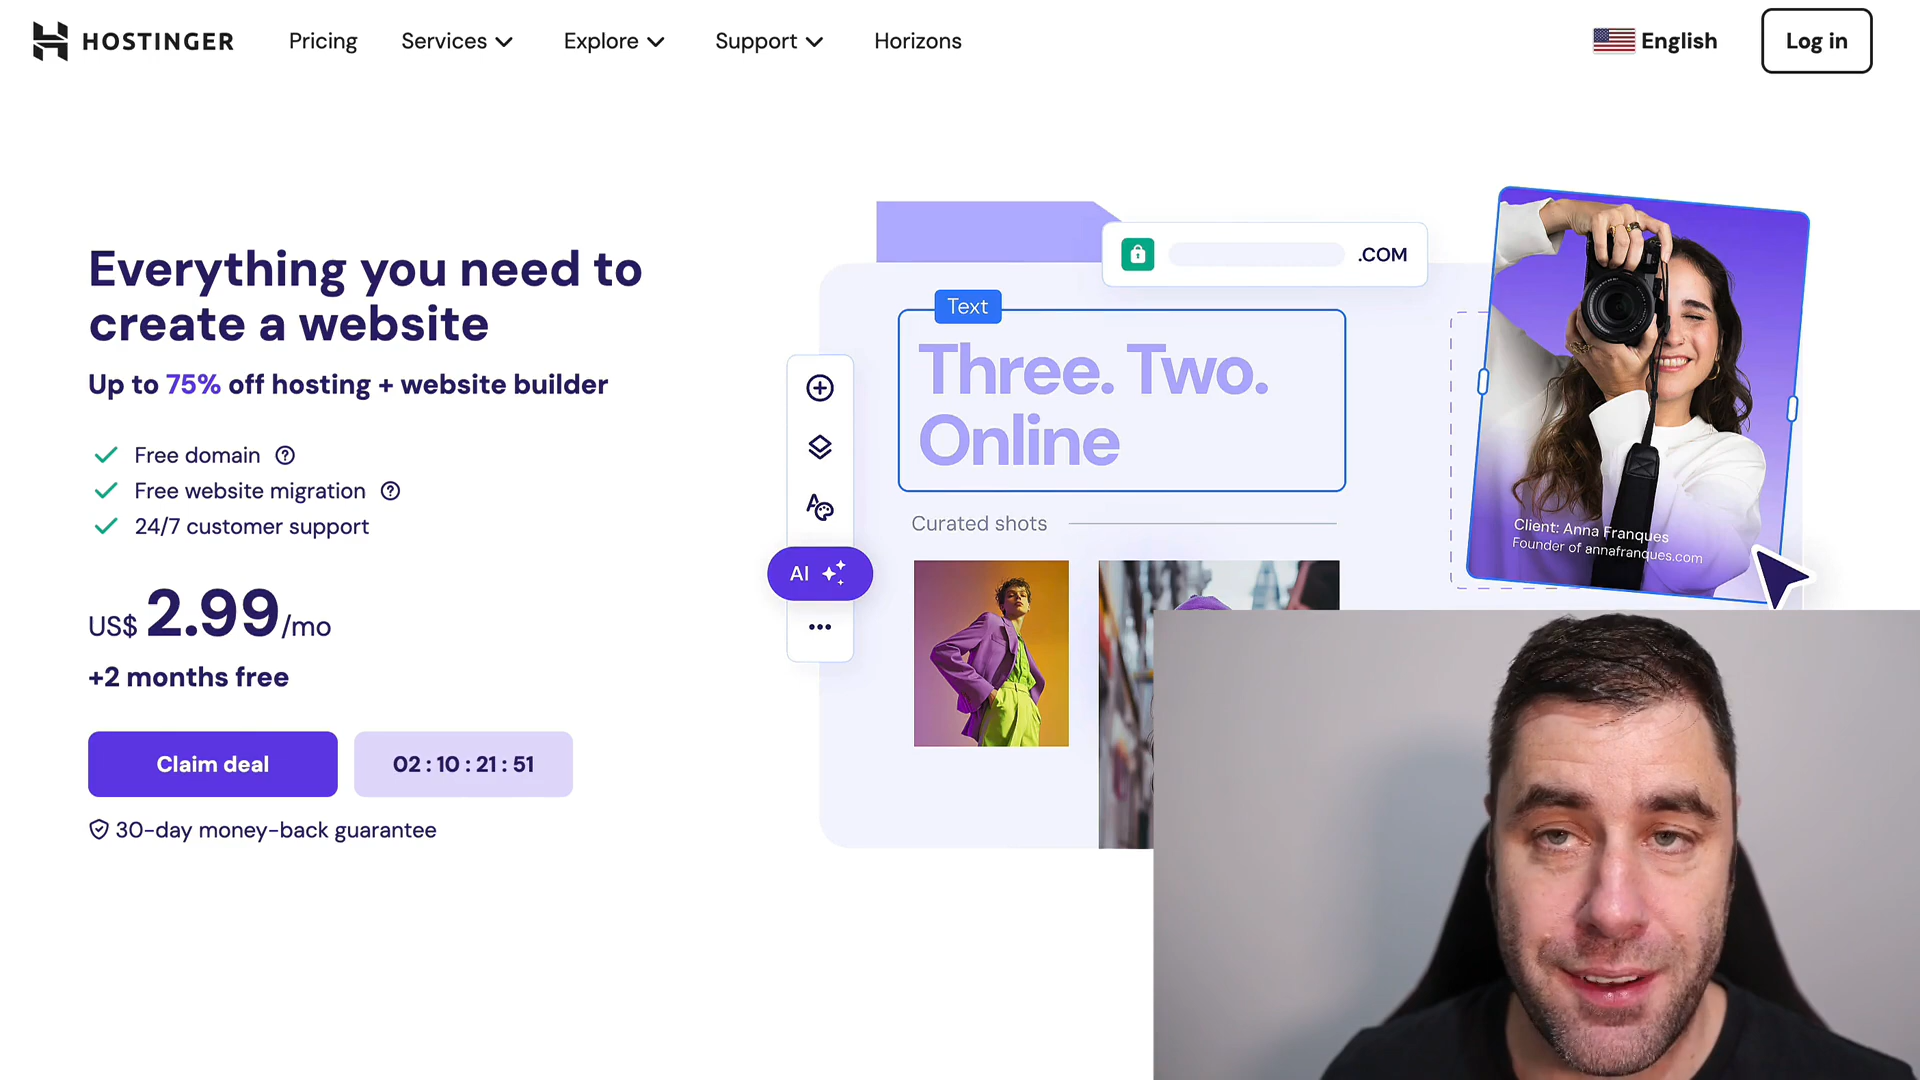 HOSTINGER
Pricing
Services
Explore
Support
Horizons
English
Log in
Everything you need to
create a website
Up to 75% off hosting + website builder
Free domain
Free website migration
24/7 customer support
US$ 2.99/mo
+2 months free
Claim deal
02 : 10 : 21 : 51
30-day money-back guarantee
.COM
Text
Three. Two.
Online
Curated shots
AI
Client: Anna Franques
Founder of annafranques.com